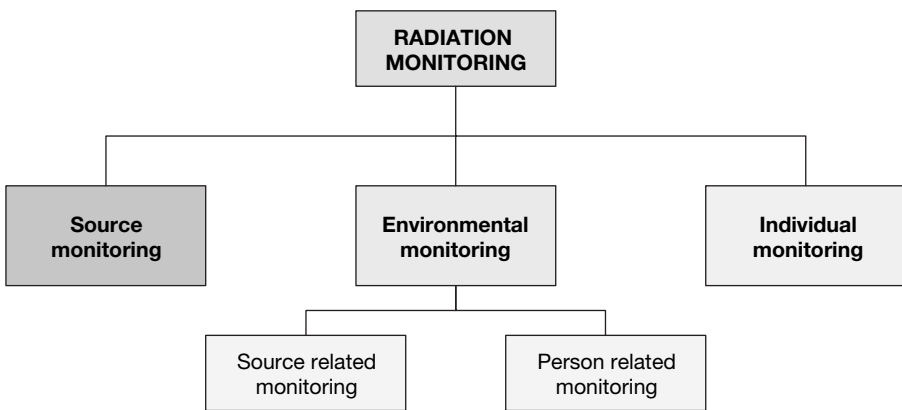 RADIATION
MONITORING
Source
monitoring
Environmental
monitoring
Individual
monitoring
Source related
monitoring
Person related
monitoring